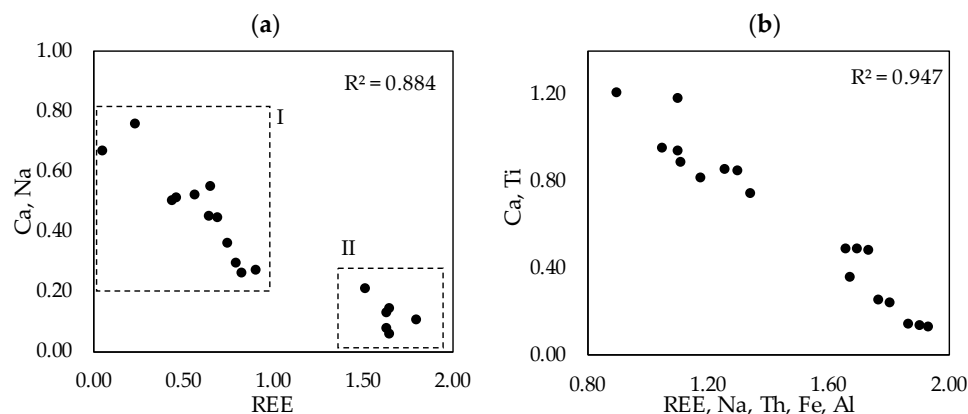 (a)
1.00
0.80
0.60
0.40
0.20
0.00
Ca, Na
R² = 0.884
I
II
0.00 0.50 1.00 1.50 2.00
REE
(b)
1.20
0.80
0.40
0.00
Ca, Ti
R² = 0.947
0.80 1.20 1.60 2.00
REE, Na, Th, Fe, Al